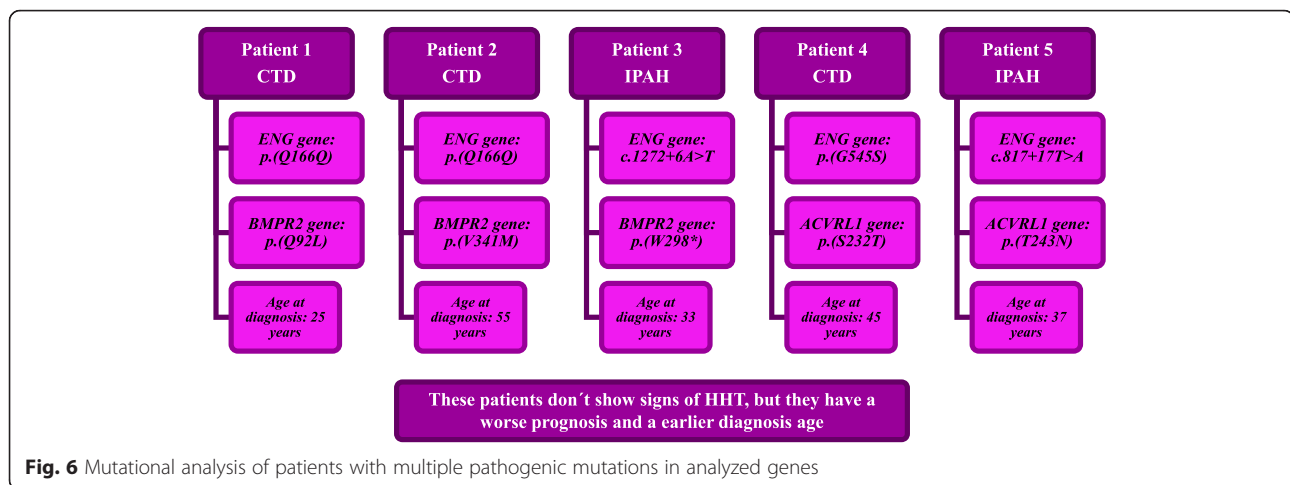 Patient 1
CTD
ENG gene:
p.(Q166Q)
BMPR2 gene:
p.(Q92L)
Age at
diagnosis: 25
years
Patient 2
CTD
ENG gene:
p.(Q166Q)
BMPR2 gene:
p.(V341M)
Age at
diagnosis: 55
years
Patient 3
IPAH
ENG gene:
c.1272+6A>T
BMPR2 gene:
p.(W298*)
Age at
diagnosis: 33
years
Patient 4
CTD
ENG gene:
p.(G545S)
ACVRL1 gene:
p.(S232T)
Age at
diagnosis: 45
years
Patient 5
IPAH
ENG gene:
c.817+17T>A
ACVRL1 gene:
p.(T243N)
Age at
diagnosis: 37
years
These patients don´t show signs of HHT, but they have a
worse prognosis and a earlier diagnosis age
Fig. 6 Mutational analysis of patients with multiple pathogenic mutations in analyzed genes